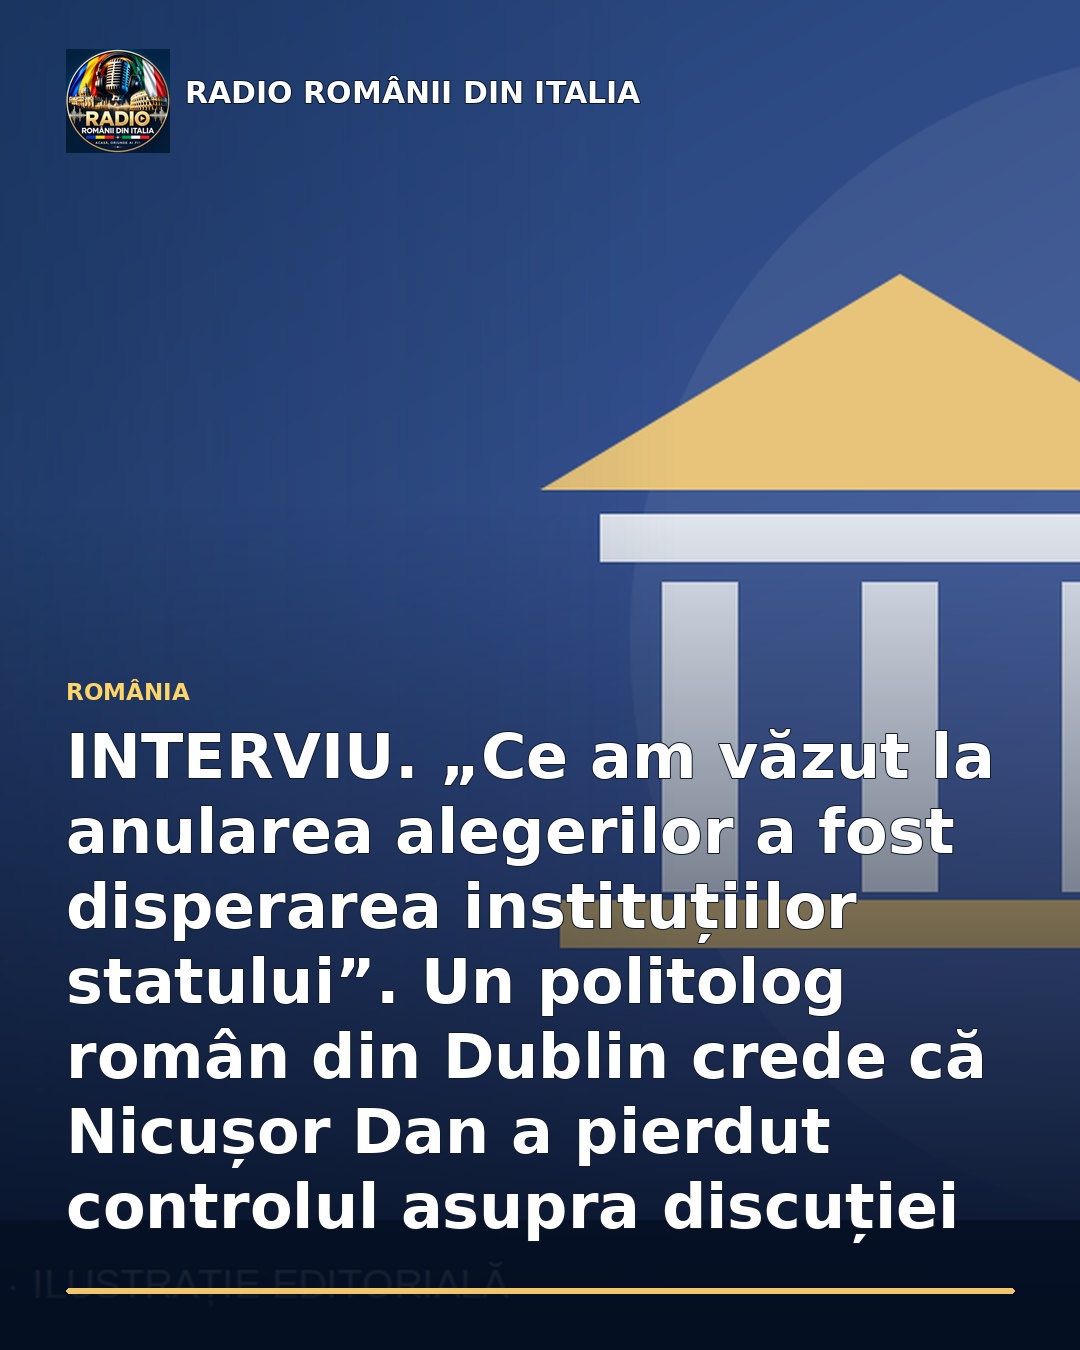 RADIO
ROMÂNII DIN ITALIA
RADIO ROMÂNII DIN ITALIA
ROMÂNIA
INTERVIU. „Ce am văzut la
anularea alegerilor a fost
disperarea instituțiilor
statului”. Un politolog
român din Dublin crede că
Nicușor Dan a pierdut
controlul asupra discuției
· ILUSTRAȚIE EDITORIALĂ